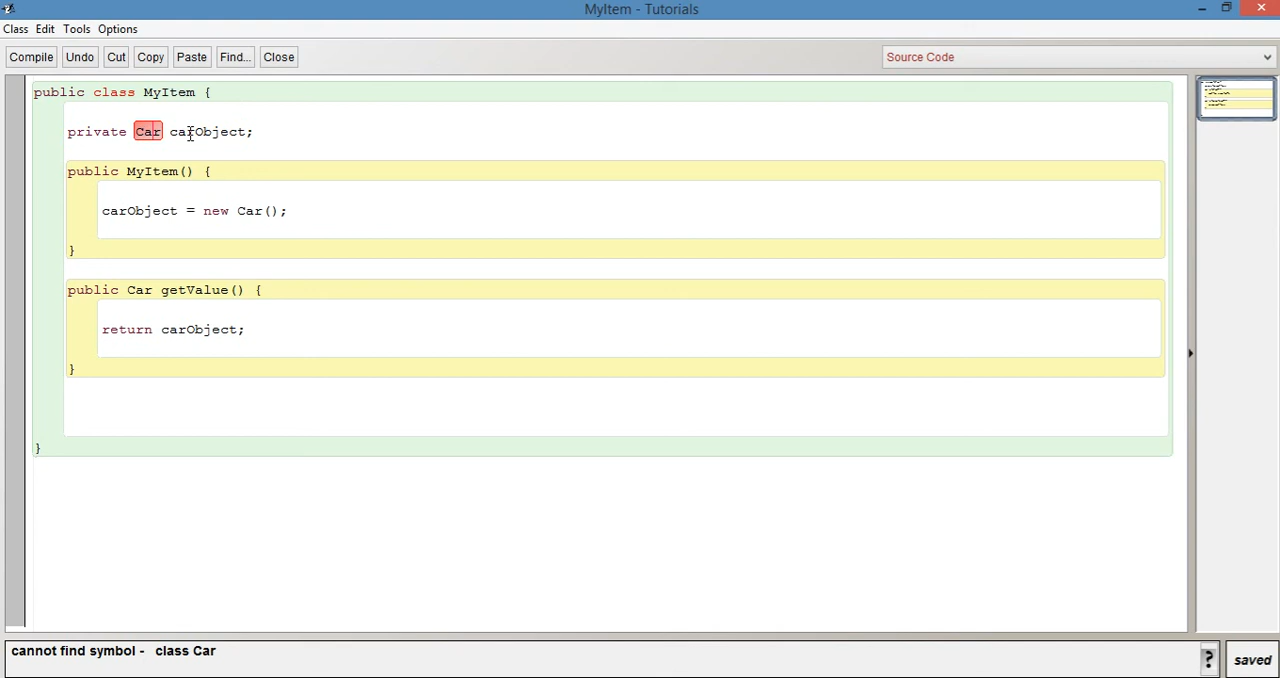 MyItem - Tutorials
Class Edit Tools Options
Compile Undo Cut Copy Paste Find... Close Source Code
public class MyItem {
private Car carObject;
public MyItem() {
carObject = new Car();
}
public Car getValue() {
return carObject;
}
}
cannot find symbol - class Car
? saved